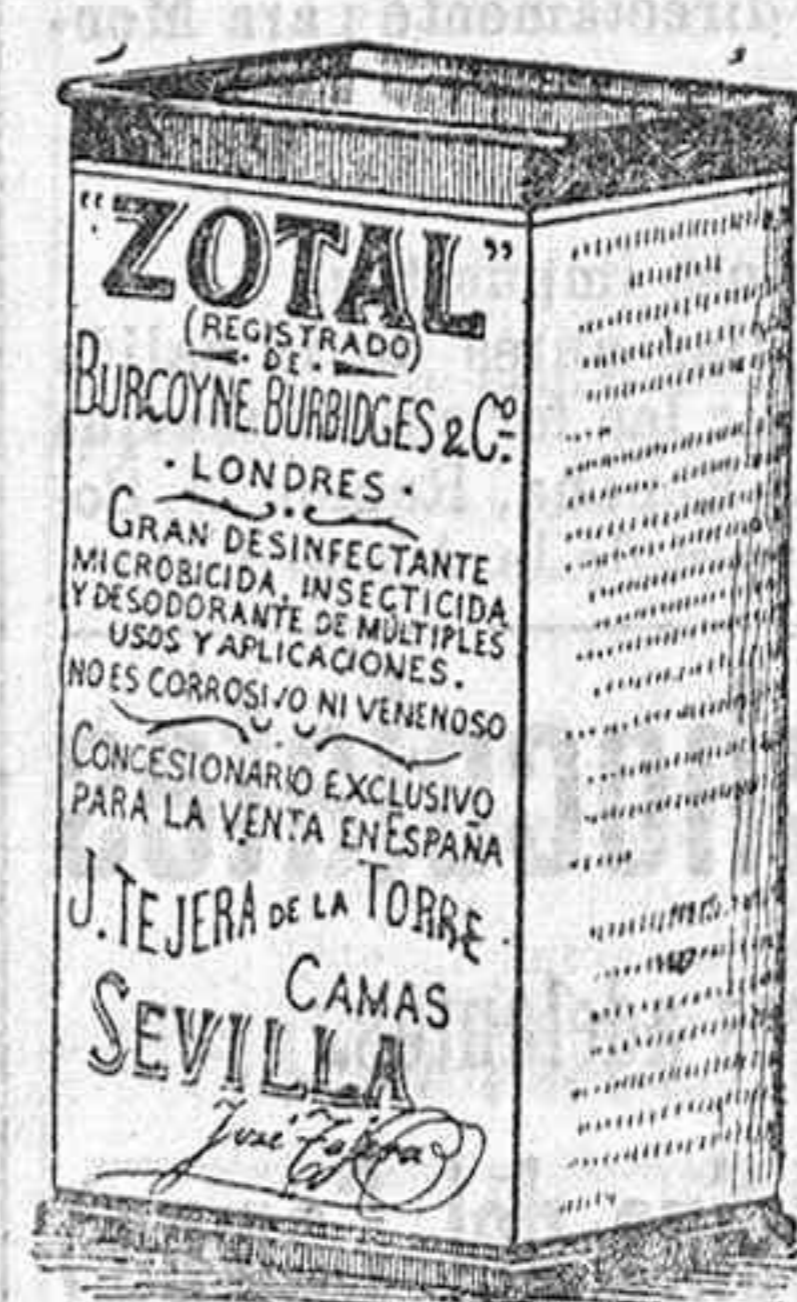 "ZOTAL"
(REGISTRADO)
· DE ·
BURGOYNE. BURBIDGES & Cº
· LONDRES ·
GRAN DESINFECTANTE
MICROBICIDA, INSECTICIDA
Y DESODORANTE DE MÚLTIPLES
USOS Y APLICACIONES.
NO ES CORROSIVO NI VENENOSO
CONCESIONARIO EXCLUSIVO
PARA LA VENTA EN ESPAÑA
J. TEJERA DE LA TORRE.
CAMAS
SEVILLA
José Tejera